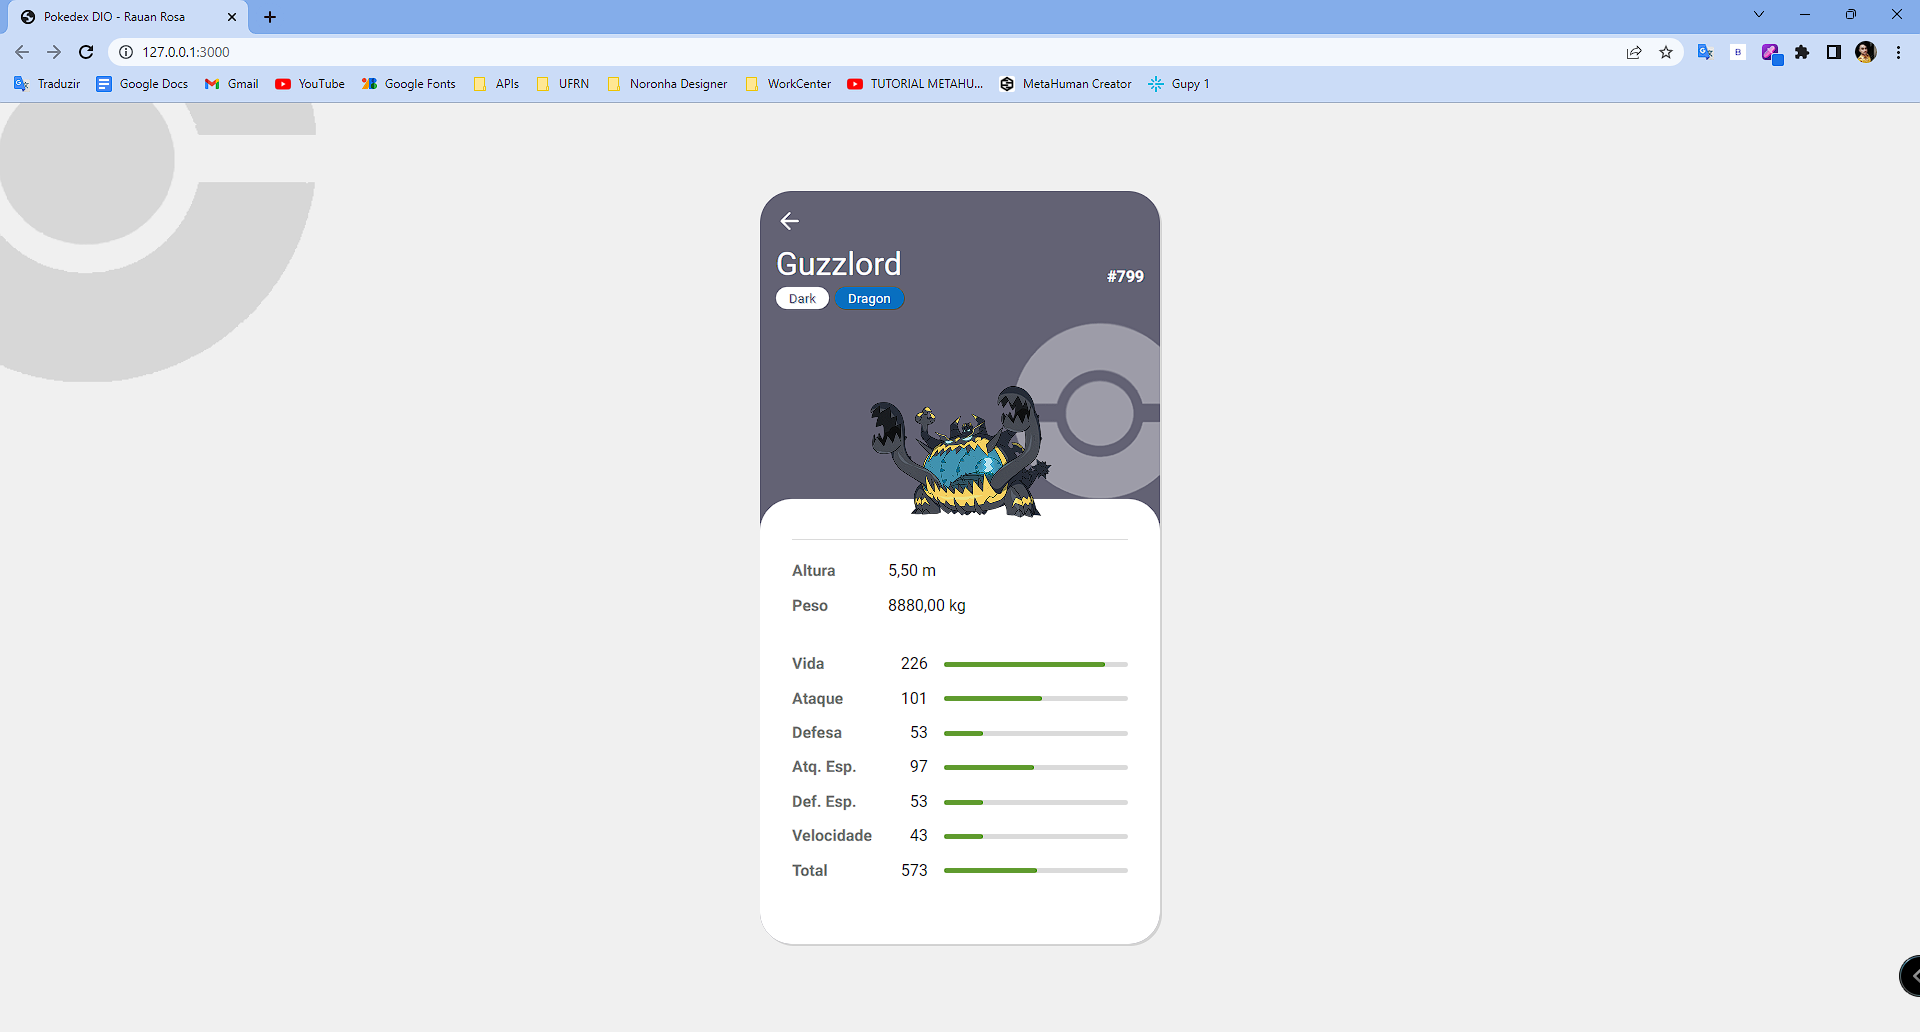 Pokedex DIO - Rauan Rosa
127.0.0.1:3000
Traduzir Google Docs Gmail YouTube Google Fonts APIs UFRN Noronha Designer WorkCenter TUTORIAL METAHU... MetaHuman Creator Gupy 1
Guzzlord
#799
Dark Dragon
Altura 5,50 m
Peso 8880,00 kg
Vida 226
Ataque 101
Defesa 53
Atq. Esp. 97
Def. Esp. 53
Velocidade 43
Total 573